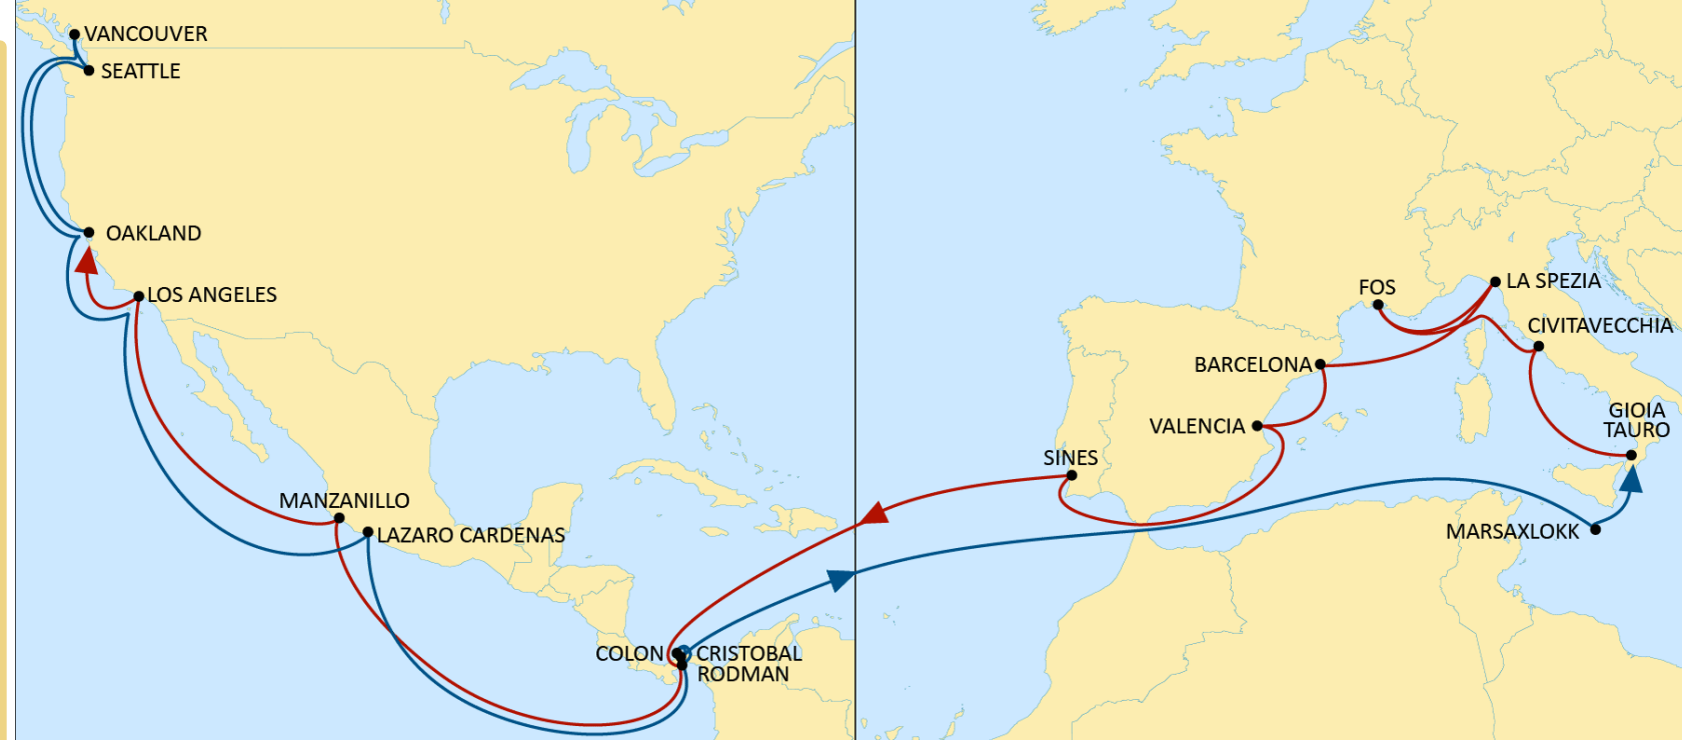 VANCOUVER
SEATTLE
OAKLAND
LOS ANGELES
MANZANILLO
LAZARO CARDENAS
COLON
CRISTOBAL
RODMAN
FOS
LA SPEZIA
CIVITAVECCHIA
BARCELONA
GIOIA
TAURO
VALENCIA
SINES
MARSAXLOKK